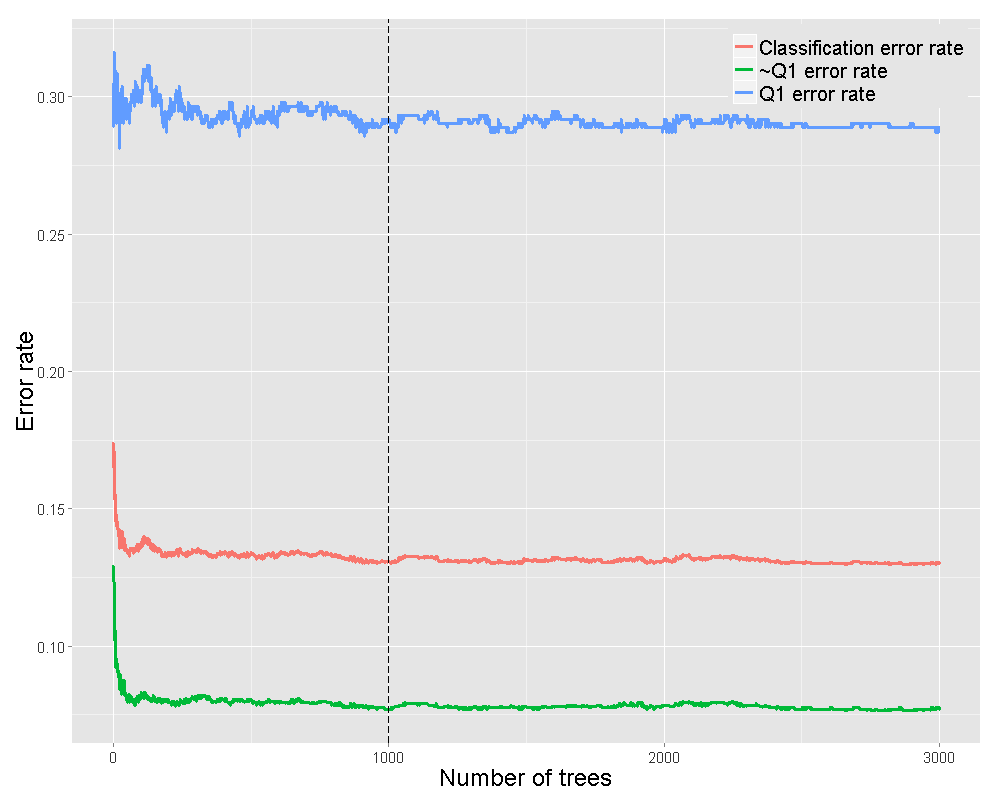 Classification error rate
~Q1 error rate
Q1 error rate
0.30
0.25
0.20
0.15
0.10
Error rate
0
1000
2000
3000
Number of trees